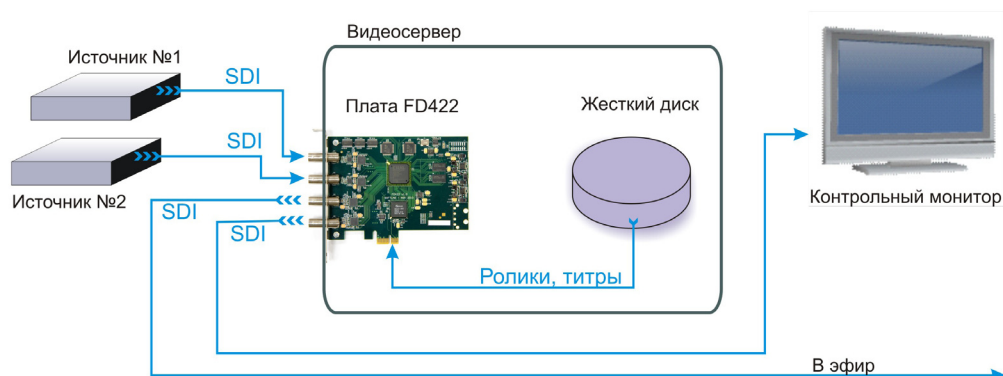 Видеосервер
Источник №1
SDI
Плата FD422
Жесткий диск
SDI
Источник №2
SDI
SDI
Контрольный монитор
Ролики, титры
В эфир